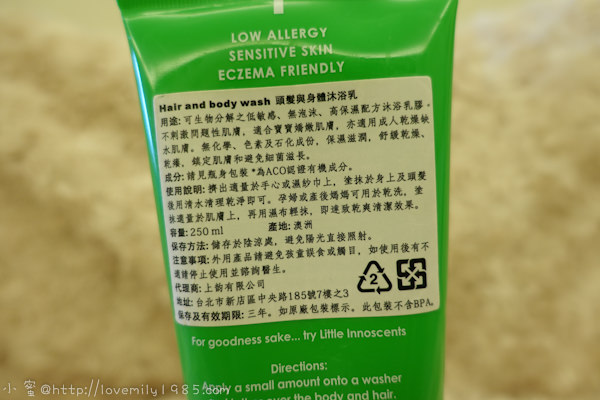 LOW ALLERGY
SENSITIVE SKIN
ECZEMA FRIENDLY
Hair and body wash 頭髮與身體沐浴乳
用途: 可生物分解之低敏感、無泡沫、高保濕配方沐浴乳膠。
不刺激問題性肌膚，適合寶寶嬌嫩肌膚，亦適用成人乾燥缺
水肌膚。無化學、色素及石化成份，保濕滋潤，舒緩乾燥、
乾癢，鎮定肌膚和避免細菌滋長。
成分: 請見瓶身包裝 *為ACO認證有機成分。
使用說明: 擠出適量於手心或濕紗巾上，塗抹於身上及頭髮
後用清水清理乾淨即可。孕婦或產後媽媽可用於乾洗，塗
抹適量於肌膚上，再用濕布輕抹，即達乾爽清潔效果。
容量: 250 ml 產地: 澳洲
保存方法: 儲存於陰涼處，避免陽光直接照射。
注意事項: 外用產品請避免孩童誤食或觸目，如使用後有不
適請停止使用並諮詢醫生。
代理商: 上鈞有限公司
地址: 台北市新店區中央路185號7樓之3
保存及有效期限: 三年。如原廠包裝標示。此包裝不含BPA。
2
For goodness sake... try Little Innoscents
Directions:
Apply a small amount onto a washer
over the body and hair.
小蜜@http://lovemily1985.com